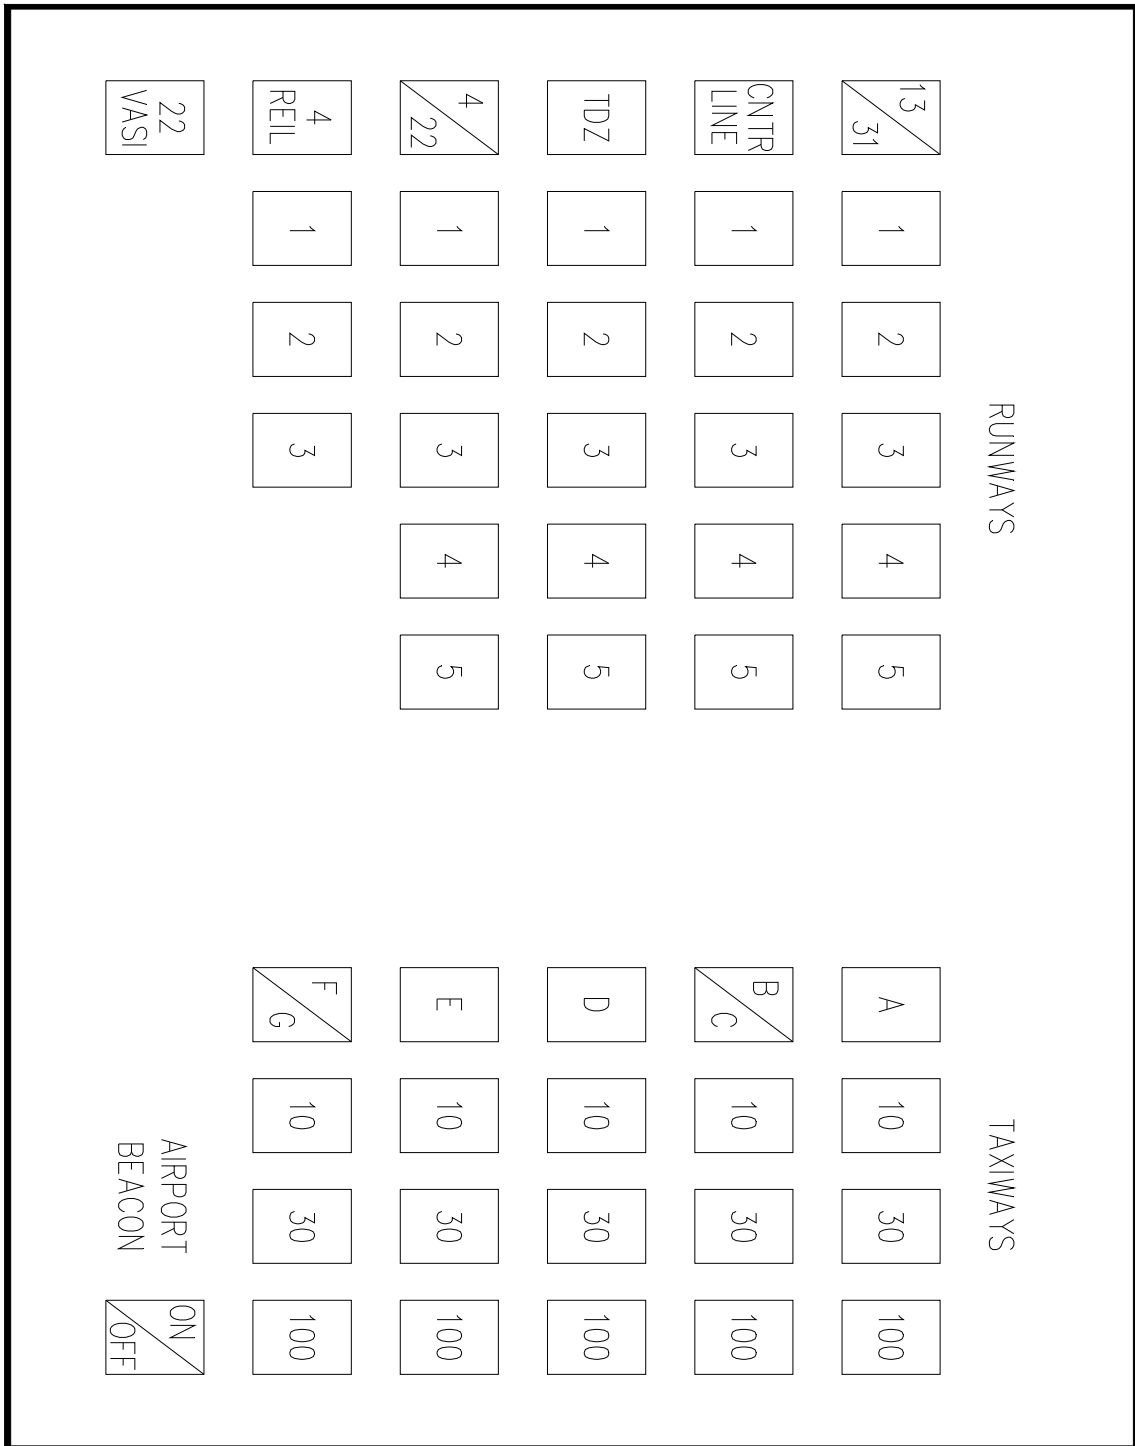 RUNWAYS
TAXIWAYS
13/31 1 2 3 4 5
A 10 30 100
CNTR
LINE
1 2 3 4 5
B/C 10 30 100
TDZ 1 2 3 4 5
D 10 30 100
4/22 1 2 3 4 5
E 10 30 100
4
REIL
1 2 3
F/G 10 30 100
22
VASI
AIRPORT
BEACON
ON/OFF